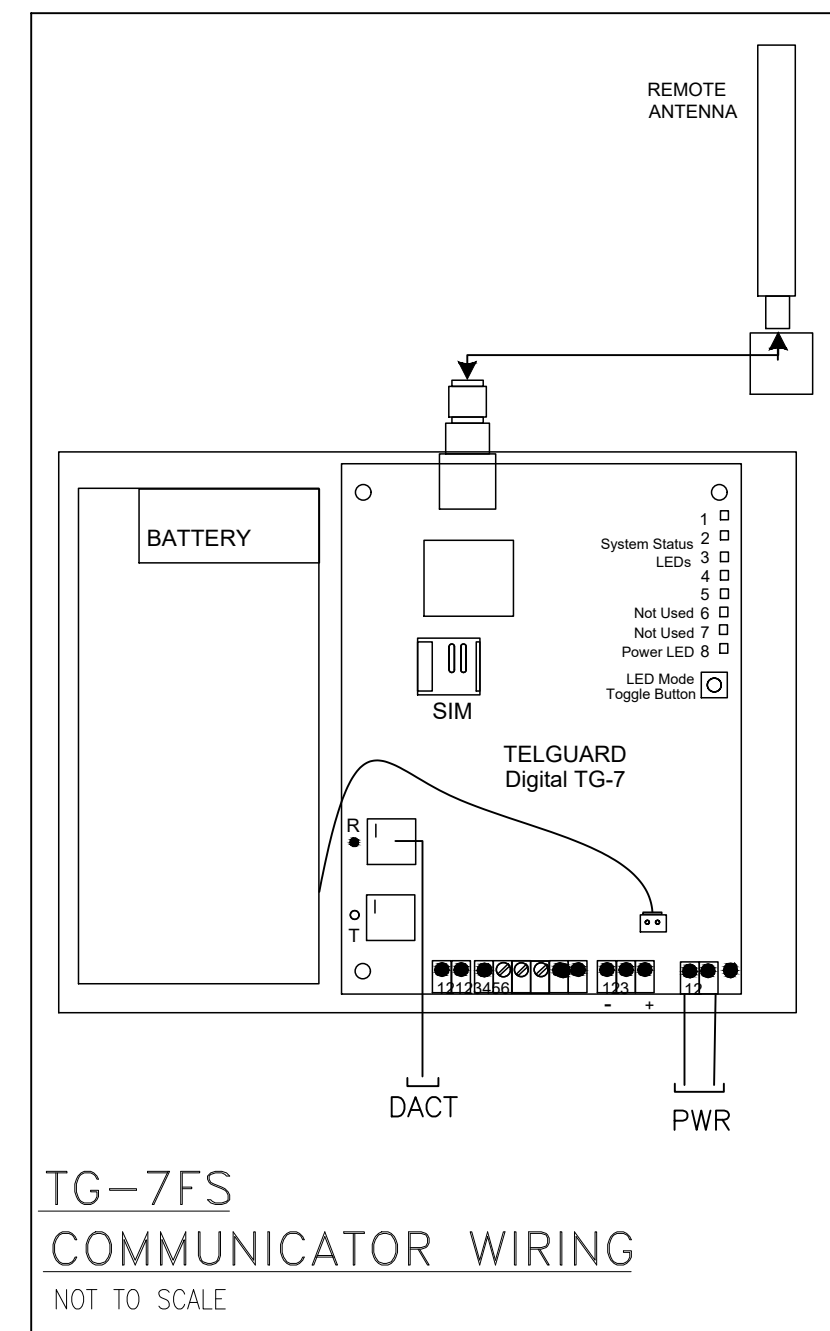 REMOTE
ANTENNA
BATTERY
1
System Status 2
LEDs 3
4
5
Not Used 6
Not Used 7
Power LED 8
LED Mode
Toggle Button
SIM
TELGUARD
Digital TG-7
R
T
12123456 123 12
- +
DACT
PWR
TG-7FS
COMMUNICATOR WIRING
NOT TO SCALE